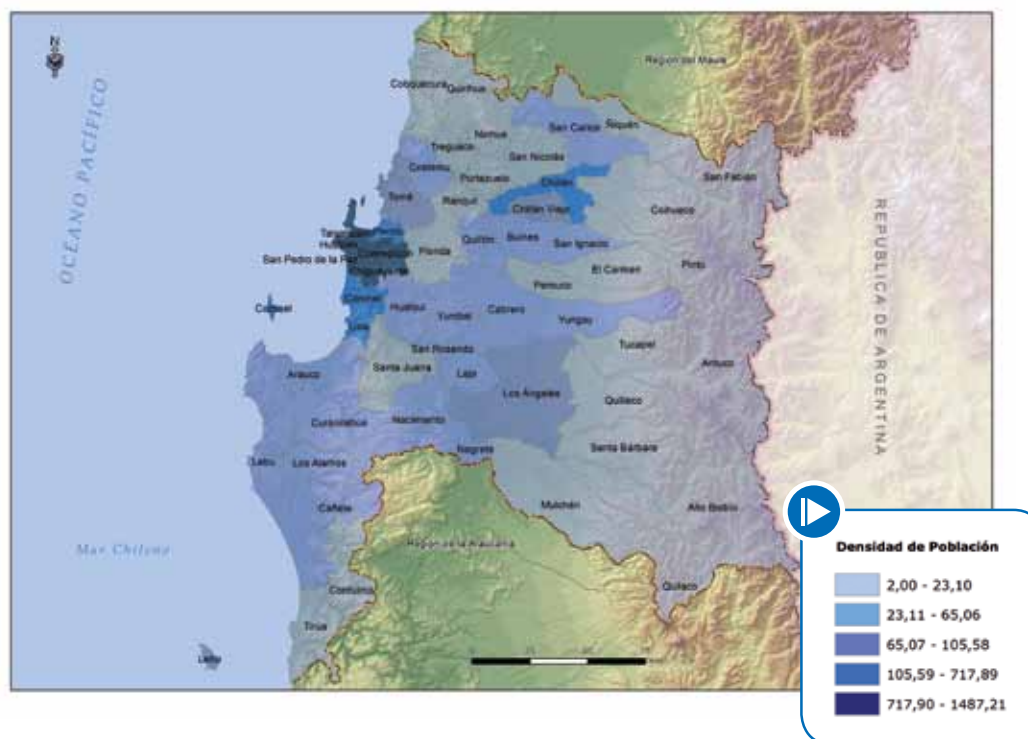 N
OCÉANO PACÍFICO
Región del Maule
Cobquecura
Quirihue
San Carlos
Ñiquén
Ninhue
Treguaco
San Nicolás
Coelemu
Portezuelo
San Fabián
Chillán
Tomé
Ranquil
Chillán Viejo
Coihueco
REPUBLICA DE ARGENTINA
Florida
Quillón
Bulnes
San Ignacio
San Pedro de la Paz
Pinto
El Carmen
Pemuco
Coronel
Hualqui
Cabrero
Yumbel
Yungay
Lota
Tucapel
San Rosendo
Antuco
Santa Juana
Laja
Arauco
Los Ángeles
Quilleco
Curanilahue
Nacimiento
Santa Bárbara
Negrete
Lebu
Los Alamos
Cañete
Mulchén
Alto Biobío
Mar Chileno
Región de la Araucanía
Contulmo
Quilaco
Tirúa
Densidad de Población
2,00 - 23,10
23,11 - 65,06
65,07 - 105,58
105,59 - 717,89
717,90 - 1487,21